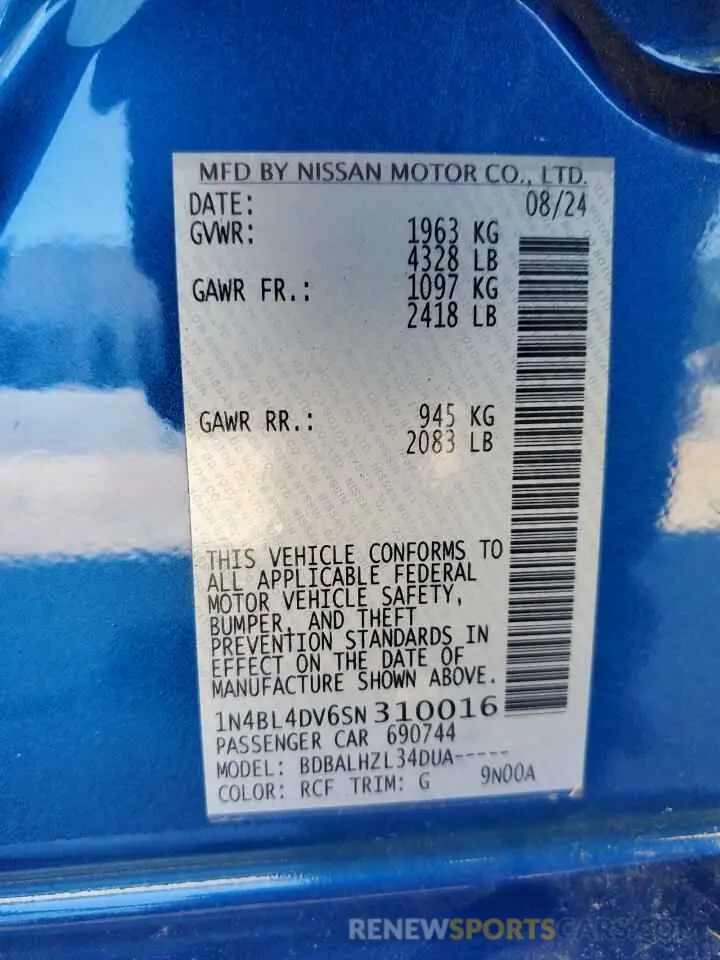 MFD BY NISSAN MOTOR CO., LTD.
DATE: 08/24
GVWR: 1963 KG
4328 LB
GAWR FR.: 1097 KG
2418 LB
GAWR RR.: 945 KG
2083 LB
THIS VEHICLE CONFORMS TO
ALL APPLICABLE FEDERAL
MOTOR VEHICLE SAFETY,
BUMPER, AND THEFT
PREVENTION STANDARDS IN
EFFECT ON THE DATE OF
MANUFACTURE SHOWN ABOVE.
1N4BL4DV6SN310016
PASSENGER CAR 690744
MODEL: BDBALHZL34DUA-----
COLOR: RCF TRIM: G 9N00A
RENEWSPORTSCARS.COM